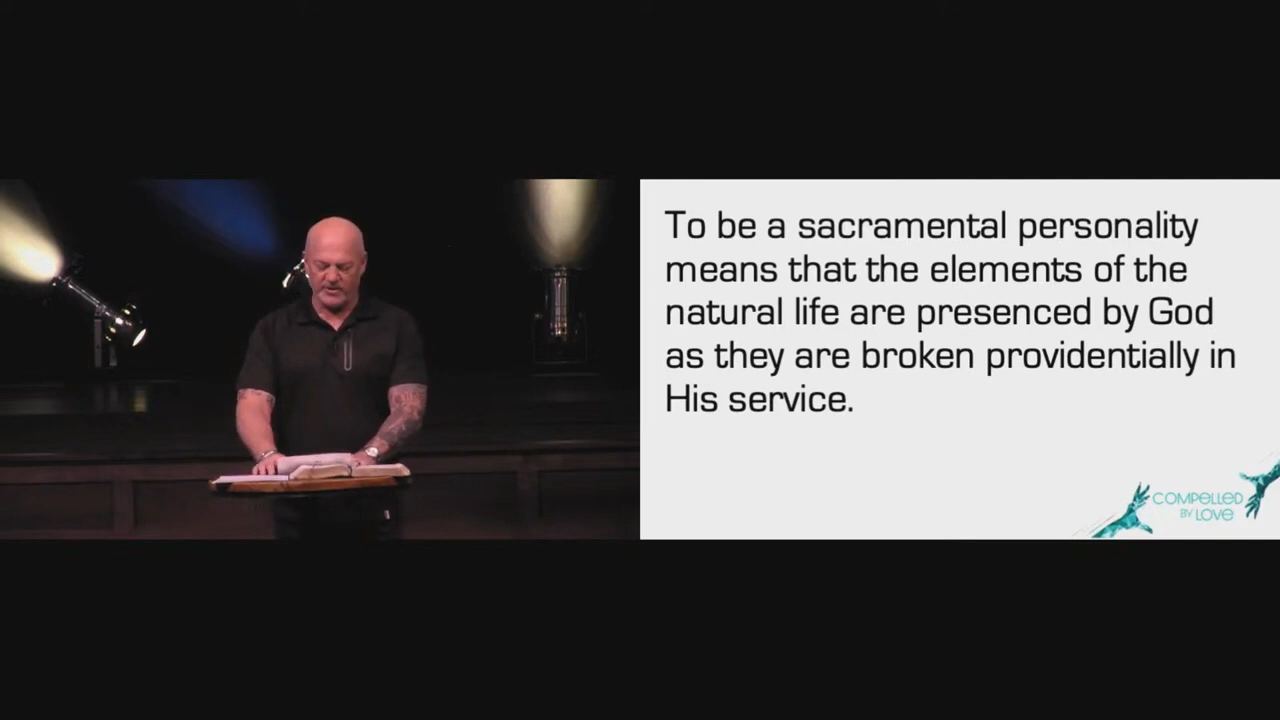 To be a sacramental personality
means that the elements of the
natural life are presenced by God
as they are broken providentially in
His service.
COMPELLED
BY LOVE